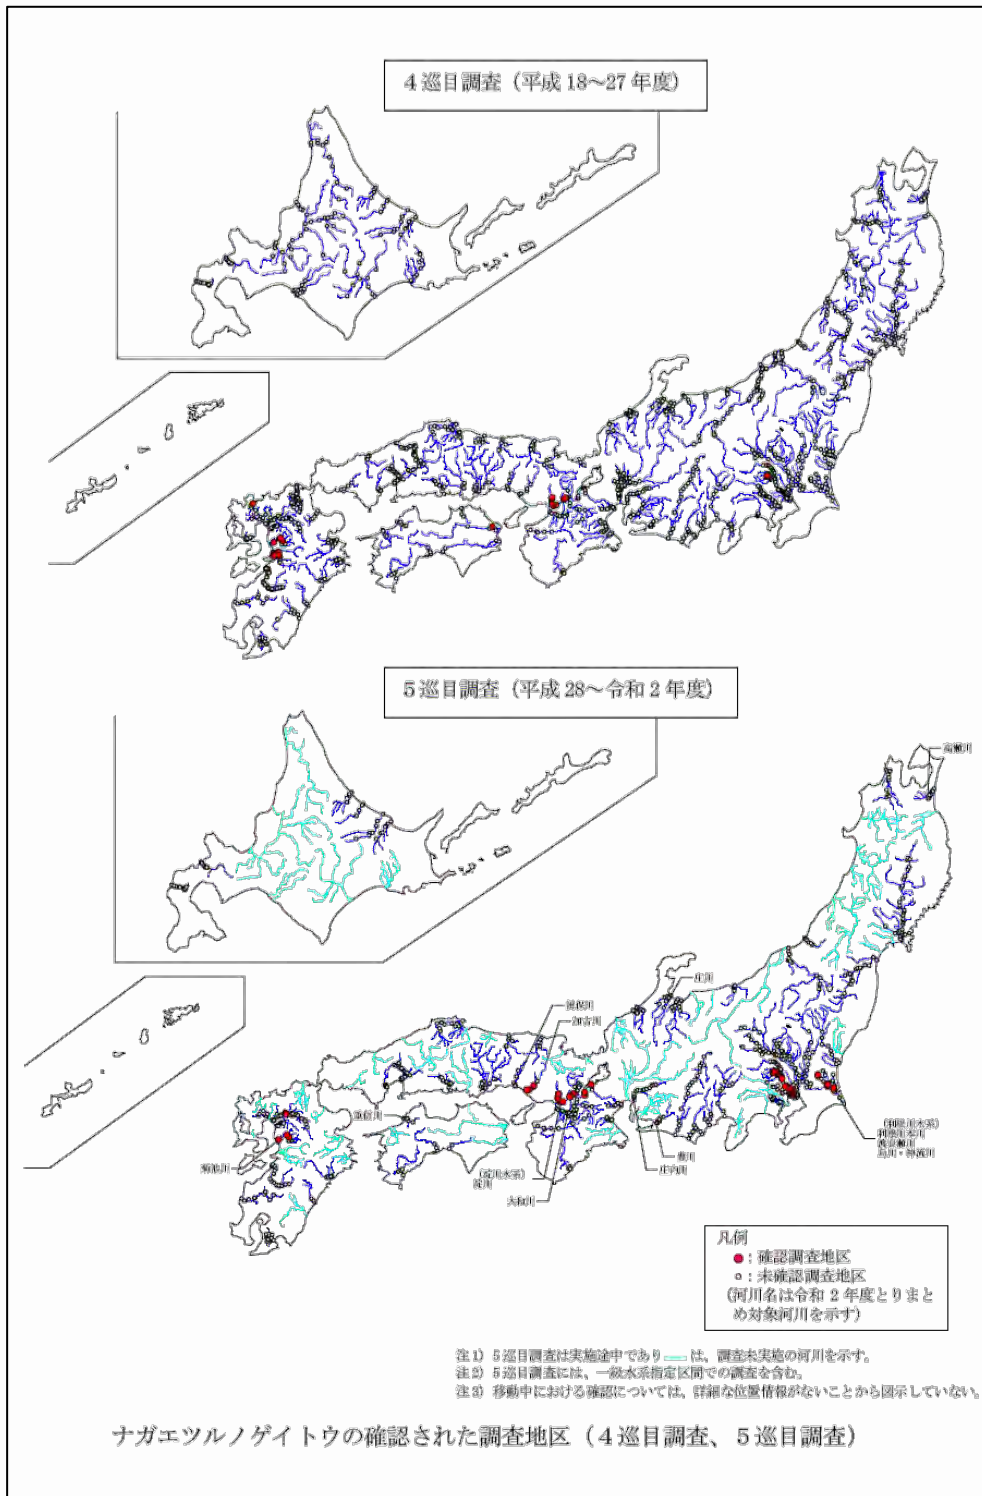 4巡目調査（平成18～27年度）
5巡目調査（平成28～令和2年度）
高瀬川
庄川
揖保川
加古川
重信川
菊池川
(淀川水系)
淀川
大和川
豊川
庄内川
(利根川水系)
利根川本川
渡良瀬川
烏川・神流川
凡例
：確認調査地区
：未確認調査地区
(河川名は令和2年度とりまと
め対象河川を示す)
注1) 5巡目調査は実施途中であり は、調査未実施の河川を示す。
注2) 5巡目調査には、一級水系指定区間での調査を含む。
注3) 移動中における確認については、詳細な位置情報がないことから図示していない。
ナガエツルノゲイトウの確認された調査地区（4巡目調査、5巡目調査）